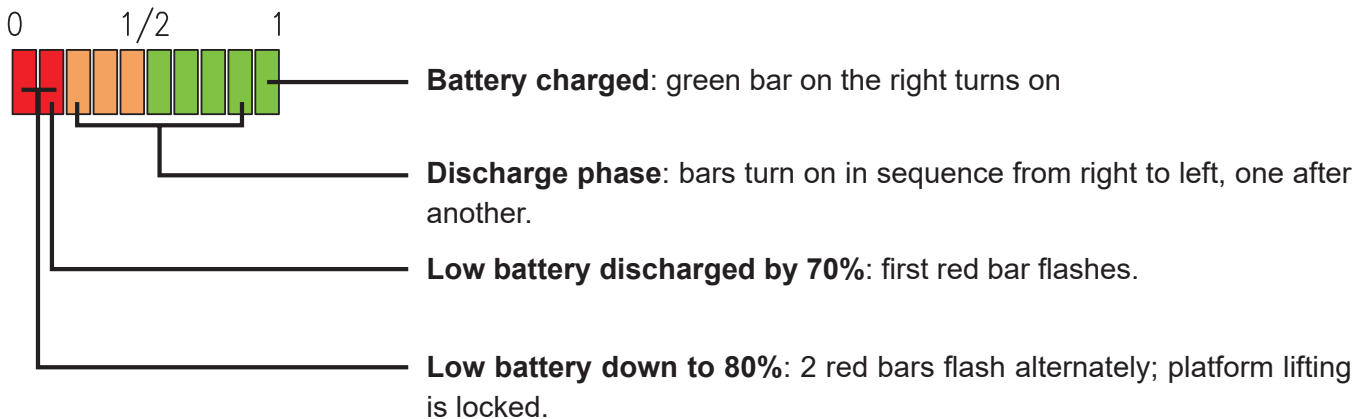 0 1/2 1
Battery charged: green bar on the right turns on
Discharge phase: bars turn on in sequence from right to left, one after
another.
Low battery discharged by 70%: first red bar flashes.
Low battery down to 80%: 2 red bars flash alternately; platform lifting
is locked.